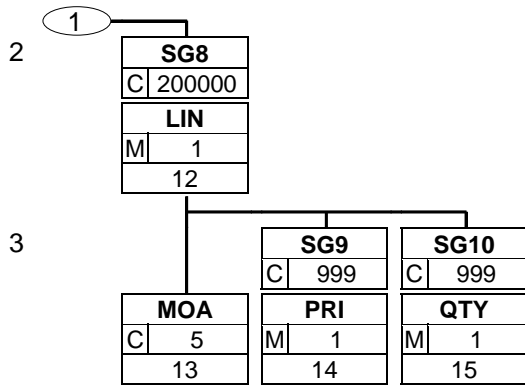 1
2
SG8
C 200000
LIN
M 1
12
3
SG9 SG10
C 999 C 999
MOA PRI QTY
C 5 M 1 M 1
13 14 15